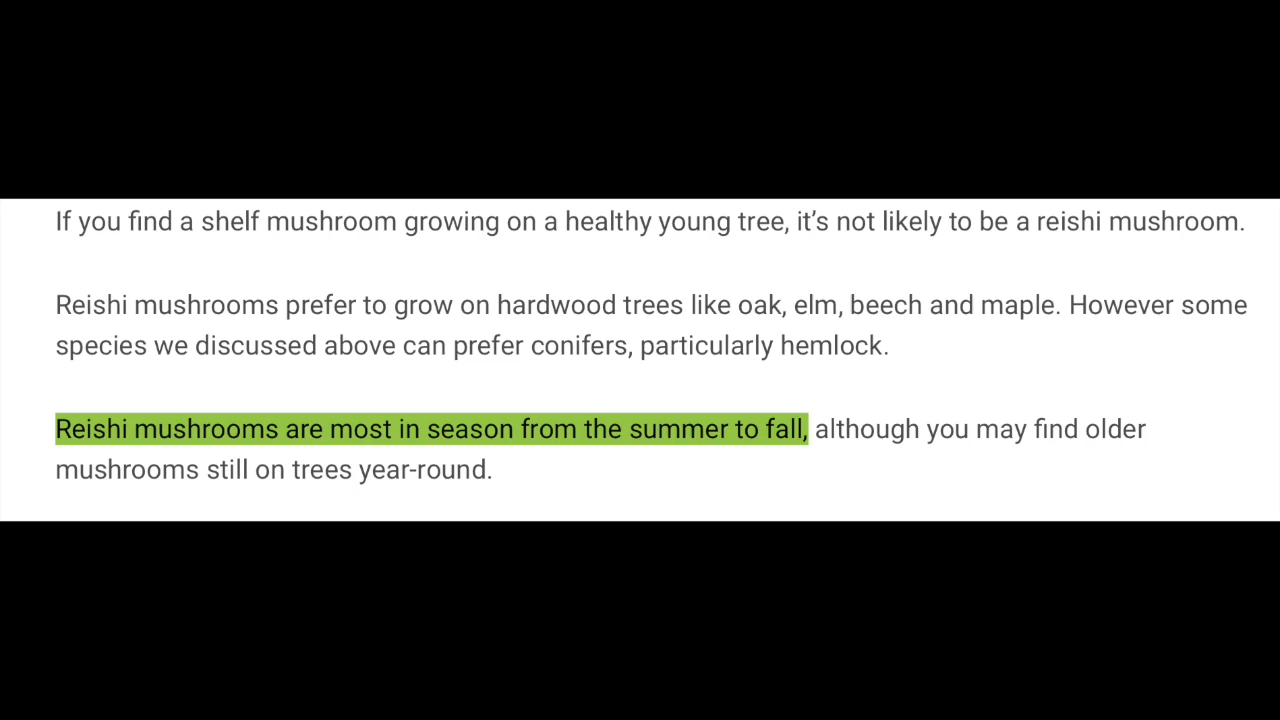 If you find a shelf mushroom growing on a healthy young tree, it’s not likely to be a reishi mushroom.
Reishi mushrooms prefer to grow on hardwood trees like oak, elm, beech and maple. However some
species we discussed above can prefer conifers, particularly hemlock.
Reishi mushrooms are most in season from the summer to fall, although you may find older
mushrooms still on trees year-round.